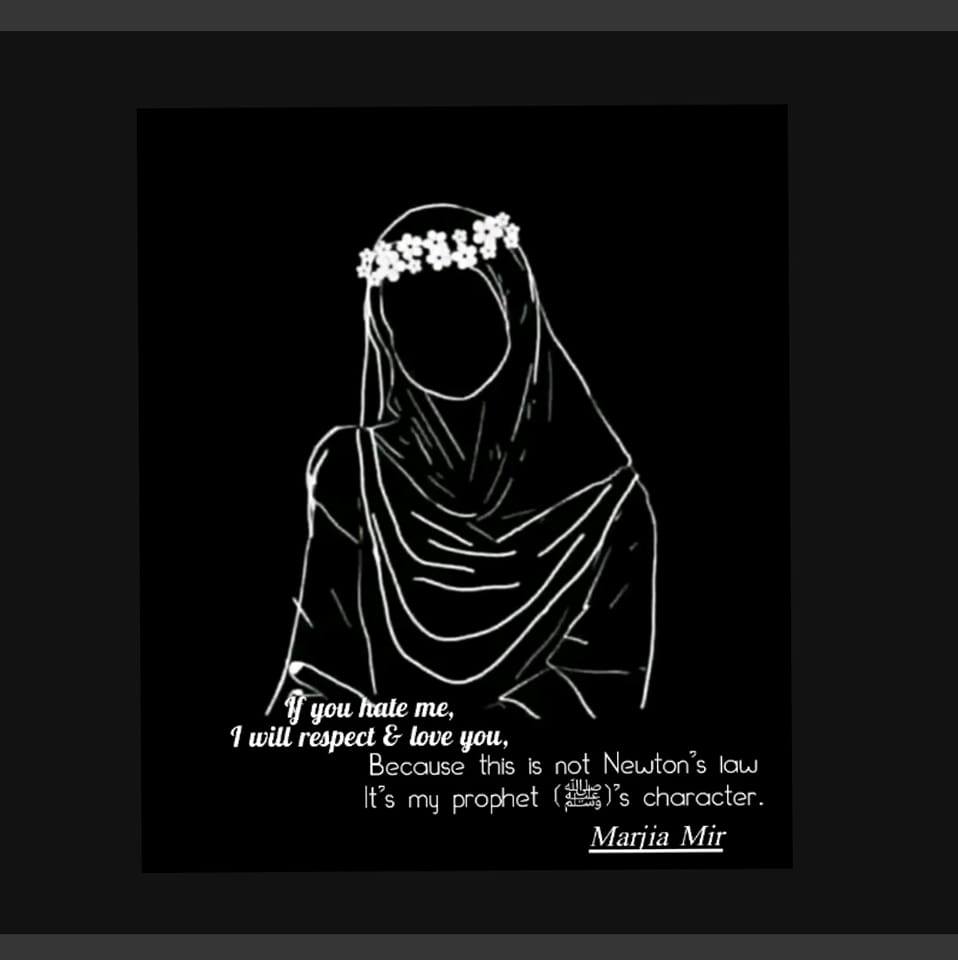 If you hate me,
I will respect & love you,
Because this is not Newton's law
It's my prophet (ﷺ)'s character.
Marjia Mir